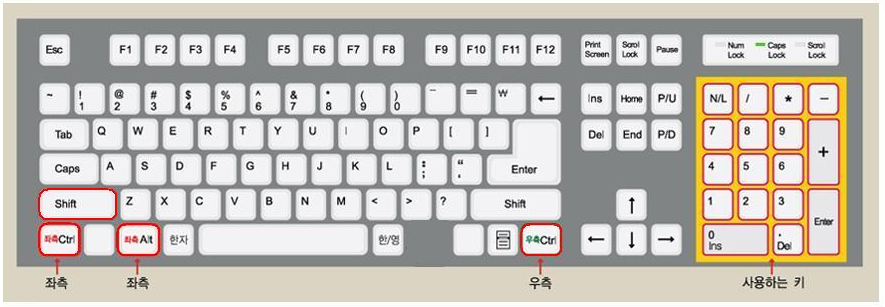 Esc F1 F2 F3 F4 F5 F6 F7 F8 F9 F10 F11 F12 Print Screen Scrol Lock Pause Num Lock Caps Lock Scrol Lock
~ ! 1 @ 2 # 3 $ 4 % 5 ^ 6 & 7 * 8 ( 9 ) 0 ― = ₩ ← Ins Home P/U N/L / * −
Tab Q W E R T Y U I O P [ ] Del End P/D 7 8 9 +
Caps A S D F G H J K L : ; " ' Enter 4 5 6
Shift Z X C V B N M < > ? Shift ↑ 1 2 3 Enter
좌측Ctrl 좌측Alt 한자 한/영 우측Ctrl ← ↓ → 0 Ins . Del
좌측 좌측 우측 사용하는 키